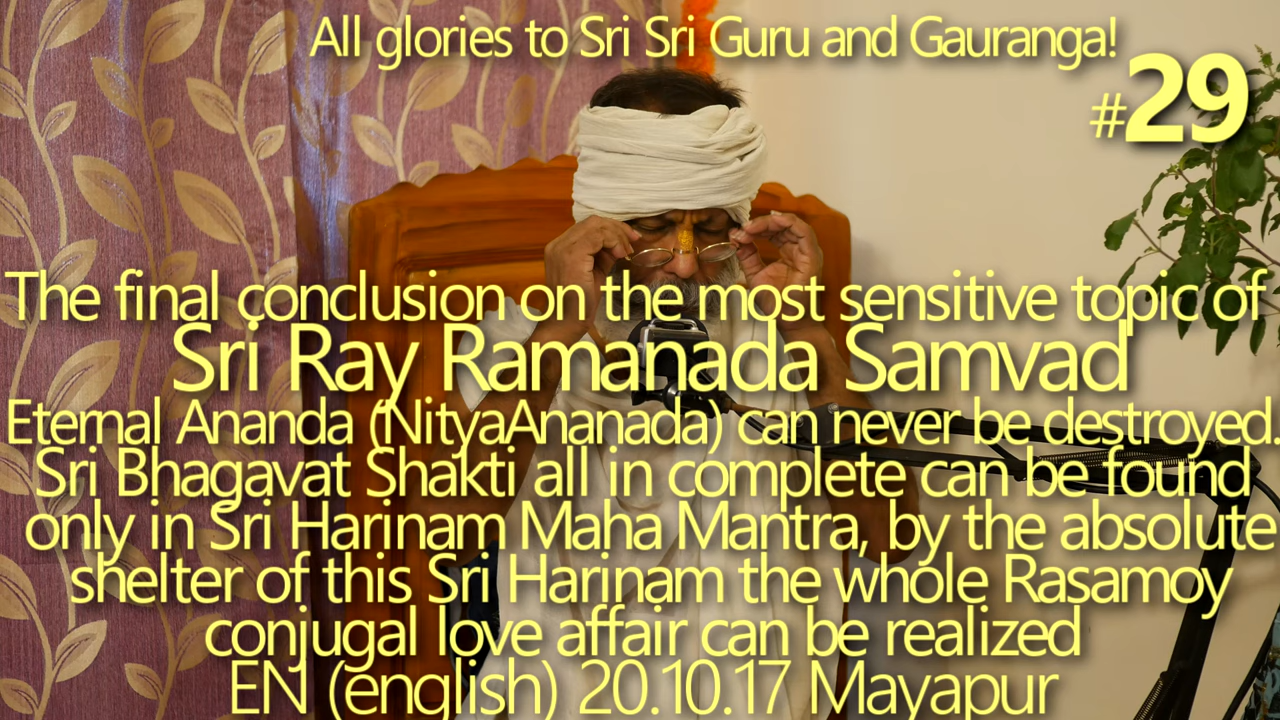 All glories to Sri Sri Guru and Gauranga!
#29
The final conclusion on the most sensitive topic of
Sri Ray Ramanada Samvad
Eternal Ananda (NityaAnanada) can never be destroyed.
Sri Bhagavat Shakti all in complete can be found
only in Sri Harinam Maha Mantra, by the absolute
shelter of this Sri Harinam the whole Rasamoy
conjugal love affair can be realized
EN (english) 20.10.17 Mayapur